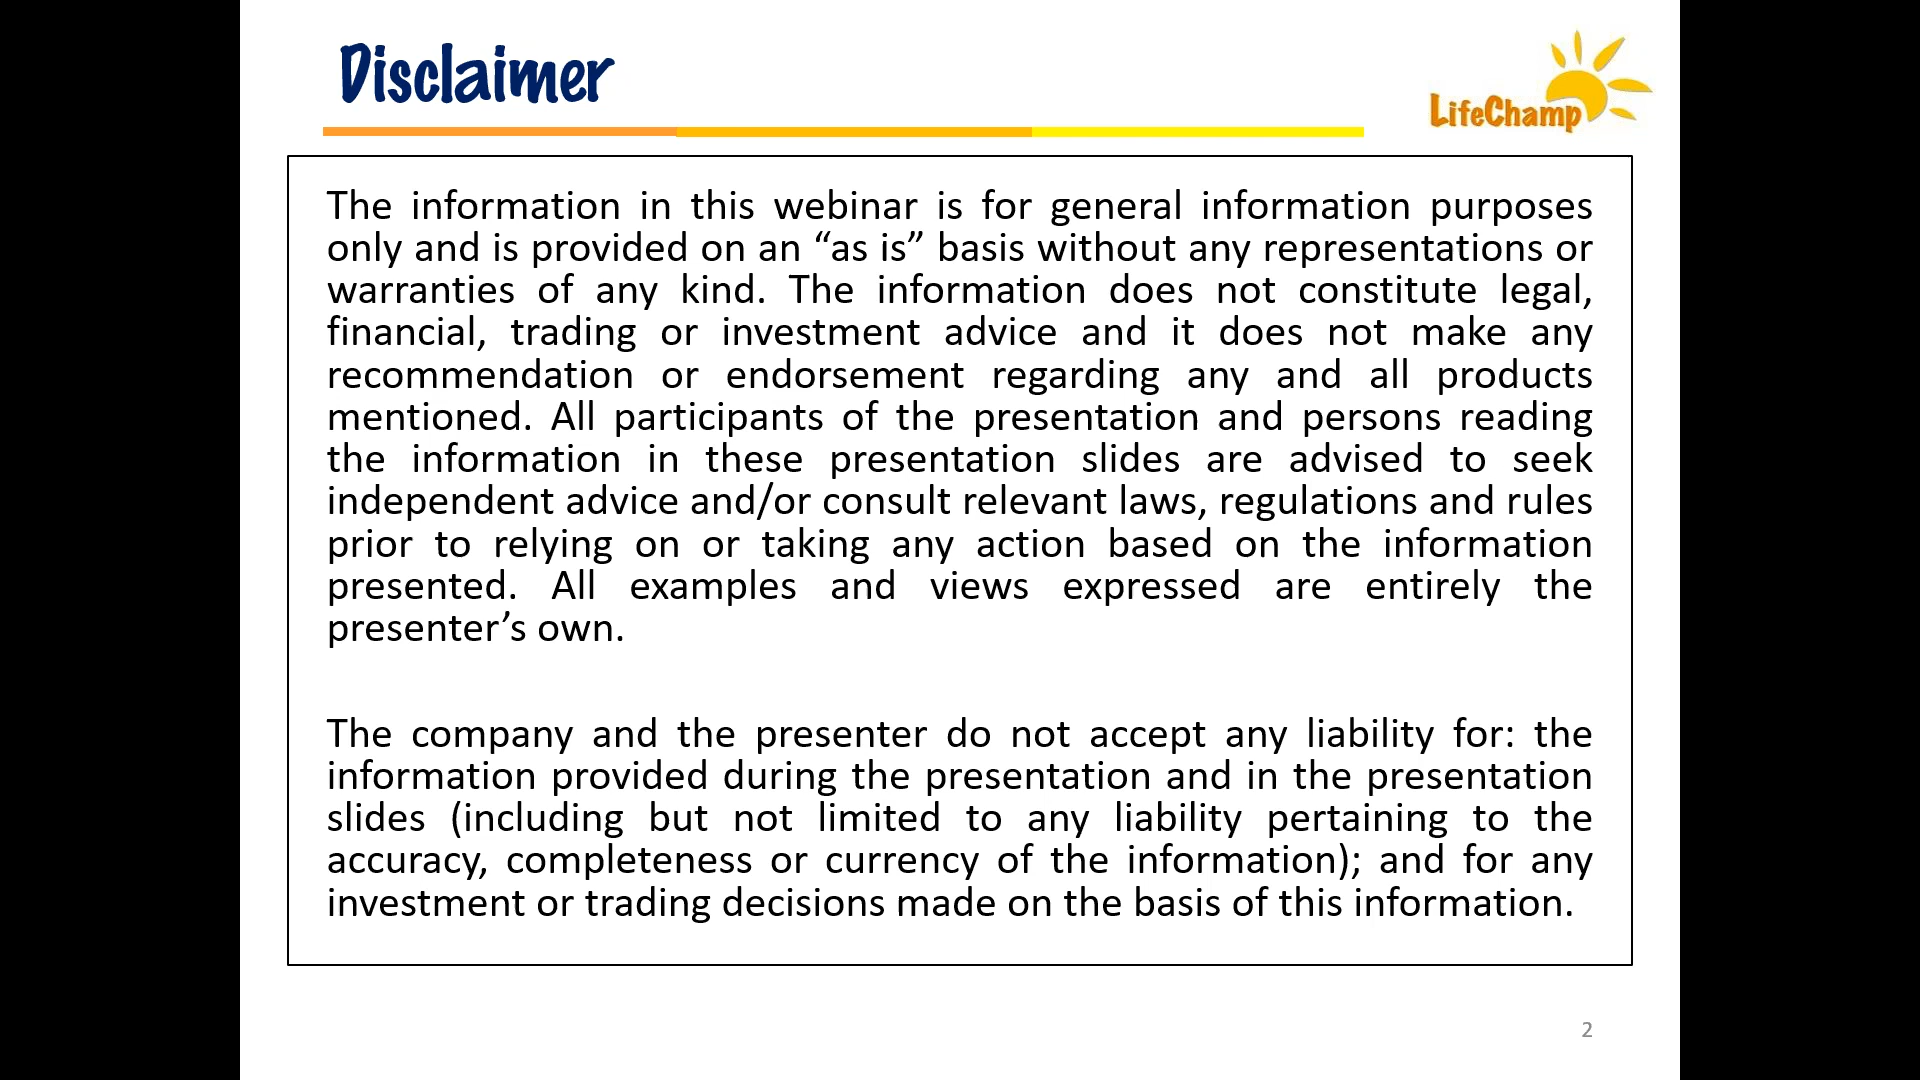 Disclaimer
LifeChamp
The information in this webinar is for general information purposes
only and is provided on an “as is” basis without any representations or
warranties of any kind. The information does not constitute legal,
financial, trading or investment advice and it does not make any
recommendation or endorsement regarding any and all products
mentioned. All participants of the presentation and persons reading
the information in these presentation slides are advised to seek
independent advice and/or consult relevant laws, regulations and rules
prior to relying on or taking any action based on the information
presented. All examples and views expressed are entirely the
presenter’s own.
The company and the presenter do not accept any liability for: the
information provided during the presentation and in the presentation
slides (including but not limited to any liability pertaining to the
accuracy, completeness or currency of the information); and for any
investment or trading decisions made on the basis of this information.
2